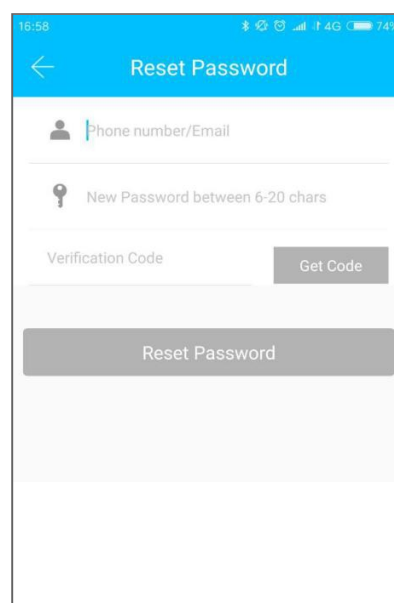 16:58 4G 74%
Reset Password
Phone number/Email
New Password between 6-20 chars
Verification Code
Get Code
Reset Password